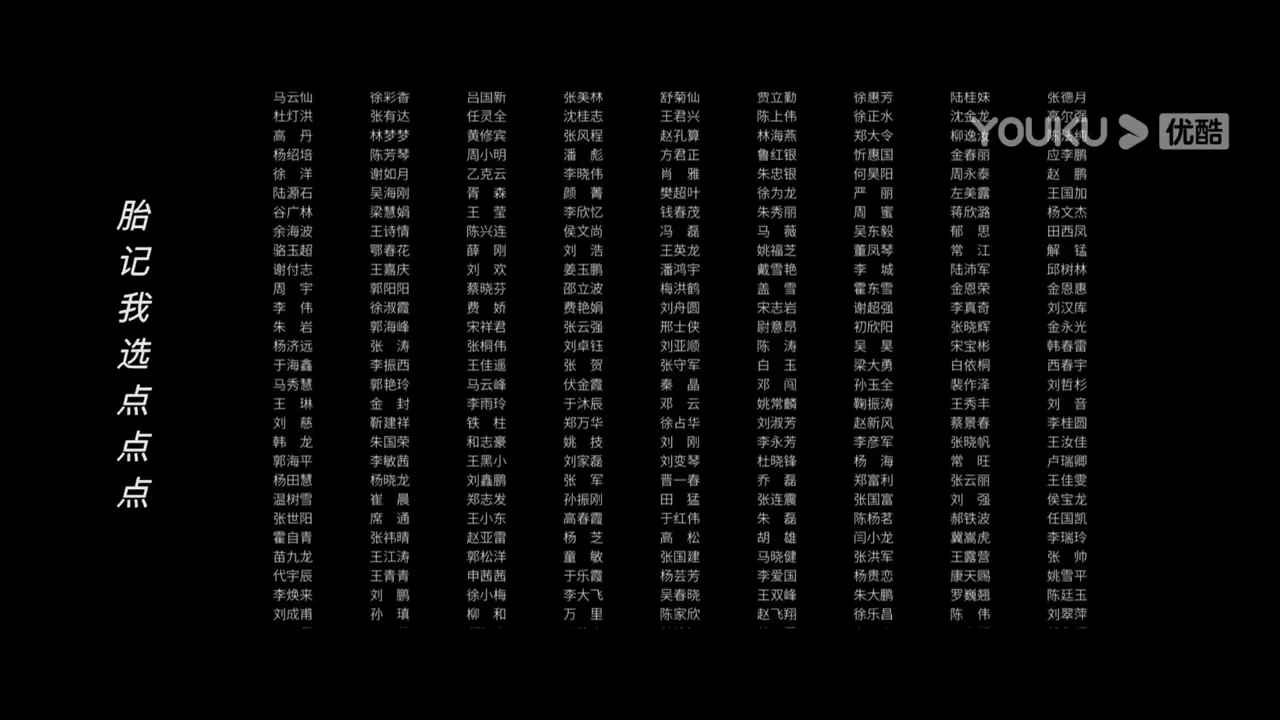 胎记我选点点点
YOUKU 优酷
马云仙 徐彩香 吕国新 张美林 舒菊仙 贾立勤 徐惠芳 陆桂妹 张德月
杜灯洪 张有达 任灵全 沈桂志 王君兴 陈上伟 徐正水 沈金龙 高尔强
高 丹 林梦梦 黄修宾 张风程 赵孔算 林海燕 郑大令 柳逸汝
杨绍培 陈芳琴 周小明 潘 彪 方君正 鲁红银 忻惠国 金春丽 应李鹏
徐 洋 谢如月 乙克云 李晓伟 肖 雅 朱忠银 何昊阳 周永泰 赵 鹏
陆源石 吴海刚 胥 森 颜 菁 樊超叶 徐为龙 严 丽 左美露 王国加
谷广林 梁慧娟 王 莹 李欣忆 钱春茂 朱秀丽 周 蜜 蒋欣潞 杨文杰
余海波 王诗情 陈兴连 侯文尚 冯 磊 马 薇 吴东毅 郁 思 田西凤
骆玉超 鄂春花 薛 刚 刘 浩 王英龙 姚福芝 董凤琴 常 江 解 锰
谢付志 王嘉庆 刘 欢 姜玉鹏 潘鸿宇 戴雪艳 李 城 陆沛军 邱树林
周 宇 郭阳阳 蔡晓芬 邵立波 梅洪鹤 盖 雪 霍东雪 金恩荣 金恩惠
李 伟 徐淑霞 费 娇 费艳娟 刘舟圆 宋志岩 谢超强 李真奇 刘汉库
朱 岩 郭海峰 宋祥君 张云强 邢士侠 尉意昂 初欣阳 张晓辉 金永光
杨济远 张 涛 张桐伟 刘卓钰 刘亚顺 陈 涛 吴 昊 宋宝彬 韩春雷
于海鑫 李振西 王佳遥 张 贺 张守军 白 玉 梁大勇 白依桐 西春宇
马秀慧 郭艳玲 马云峰 伏金霞 秦 晶 邓 闯 孙玉全 裴作泽 刘哲杉
王 琳 金 封 李雨玲 于沐辰 邓 云 姚常麟 鞠振涛 王秀丰 刘 音
刘 慈 靳建祥 铁 柱 郑万华 徐占华 刘淑芳 赵新风 蔡景春 李桂圆
韩 龙 朱国荣 和志豪 姚 技 刘 刚 李永芳 李彦军 张晓帆 王汝佳
郭海平 李敏茜 王黑小 刘家磊 刘变琴 杜晓锋 杨 海 常 旺 卢瑞卿
杨田慧 杨晓龙 刘鑫鹏 张 军 晋一春 乔 磊 郑富利 张云丽 王佳雯
温树雪 崔 晨 郑志发 孙振刚 田 猛 张连震 张国富 刘 强 侯宝龙
张世阳 席 通 王小东 高春霞 于红伟 朱 磊 陈杨茗 郝铁波 任国凯
霍自青 张祎晴 赵亚雷 杨 芝 高 松 胡 雄 闫小龙 冀嵩虎 李瑞玲
苗九龙 王江涛 郭松洋 童 敏 张国建 马晓健 张洪军 王露营 张 帅
代宇辰 王青青 申茜茜 于乐霞 杨芸芳 李爱国 杨贵恋 康天赐 姚雪平
李焕来 刘 鹏 徐小梅 李大飞 吴春晓 王双峰 朱大鹏 罗巍翘 陈廷玉
刘成甫 孙 瑱 柳 和 万 里 陈家欣 赵飞翔 徐乐昌 陈 伟 刘翠萍